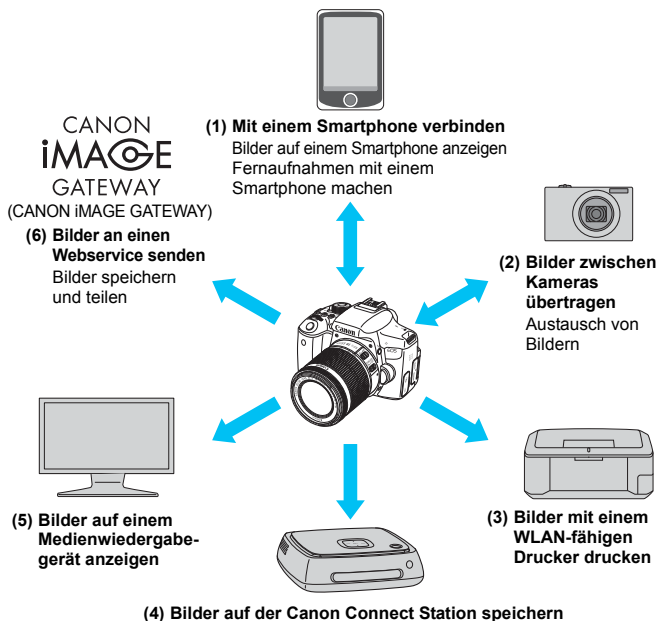 (1) Mit einem Smartphone verbinden
Bilder auf einem Smartphone anzeigen
Fernaufnahmen mit einem
Smartphone machen
CANON
iMAGE
GATEWAY
(CANON iMAGE GATEWAY)
(6) Bilder an einen
Webservice senden
Bilder speichern
und teilen
(2) Bilder zwischen
Kameras
übertragen
Austausch von
Bildern
Canon
EOS
(5) Bilder auf einem
Medienwiedergabe-
gerät anzeigen
(3) Bilder mit einem
WLAN-fähigen
Drucker drucken
(4) Bilder auf der Canon Connect Station speichern